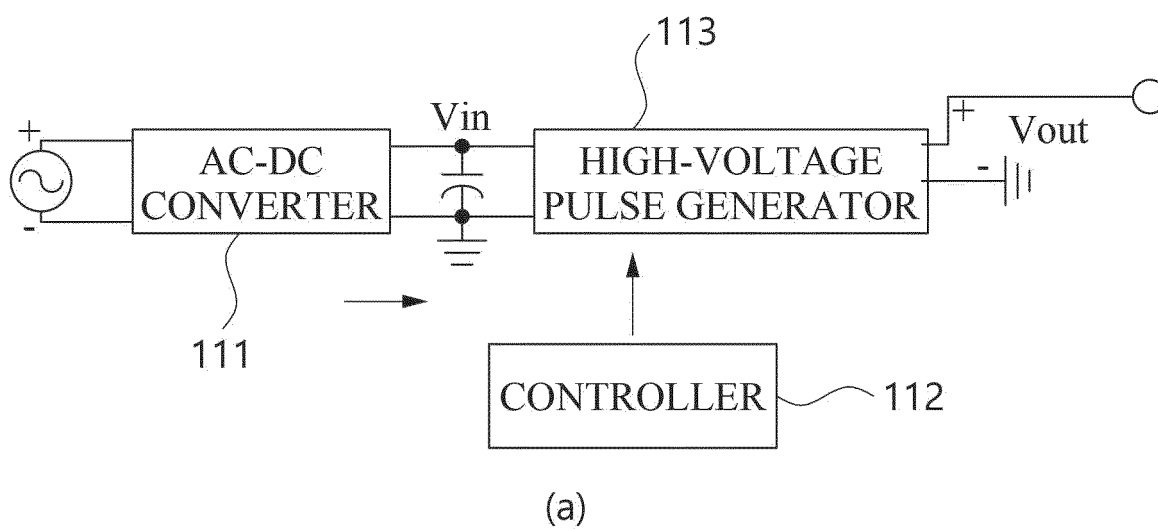 113
+
Vin
+
Vout
AC-DC
CONVERTER
HIGH-VOLTAGE
PULSE GENERATOR
-
-
111
CONTROLLER
112
(a)